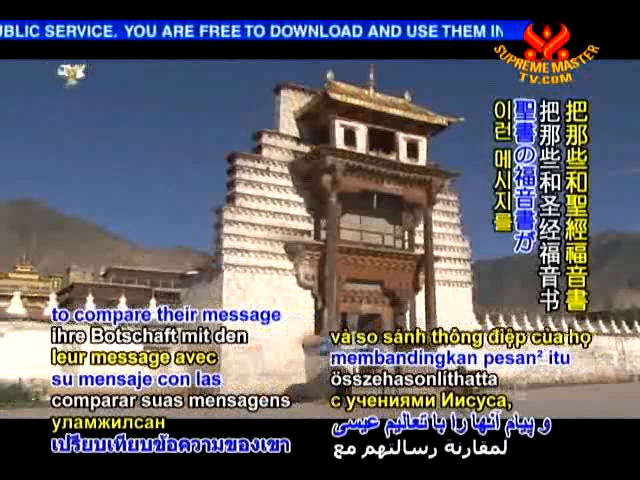 UBLIC SERVICE. YOU ARE FREE TO DOWNLOAD AND USE THEM IN
SUPREME MASTER
TV.COM
把那些和聖經福音書
把那些和圣经福音书
聖書の福音書が
이런 메시지를
to compare their message
ihre Botschaft mit den
leur message avec
su mensaje con las
comparar suas mensagens
уламжилсан
เปรียบเทียบข้อความของเขา
và so sánh thông điệp của họ
membandingkan pesan² itu
összehasonlíthatta
с учениями Иисуса,
و پیام آنها را با تعالیم عیسی
لمقارنة رسالتهم مع